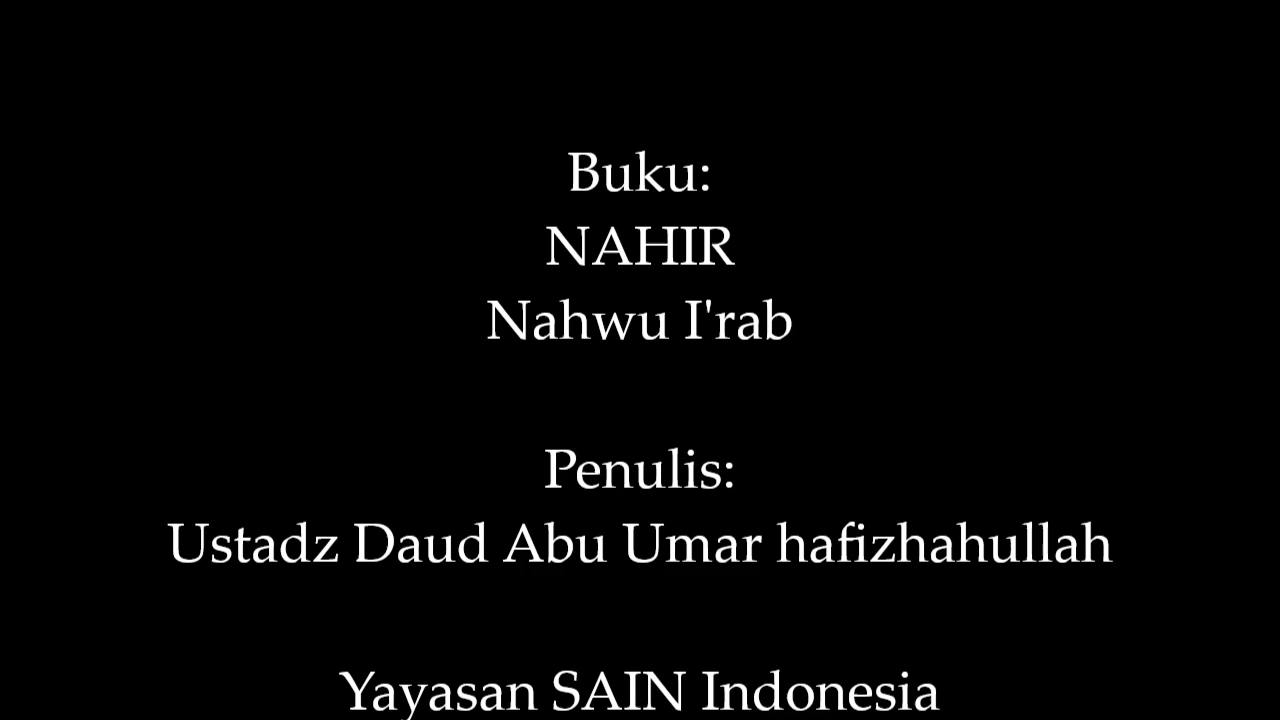 Buku:
NAHIR
Nahwu I'rab
Penulis:
Ustadz Daud Abu Umar hafizhahullah
Yayasan SAIN Indonesia